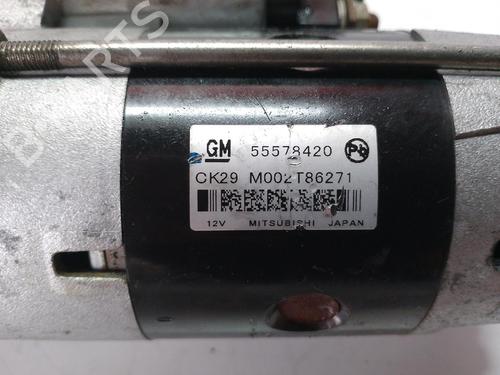 GM 55578420 Pb
CK29 M002T86271
12V MITSUBISHI JAPAN